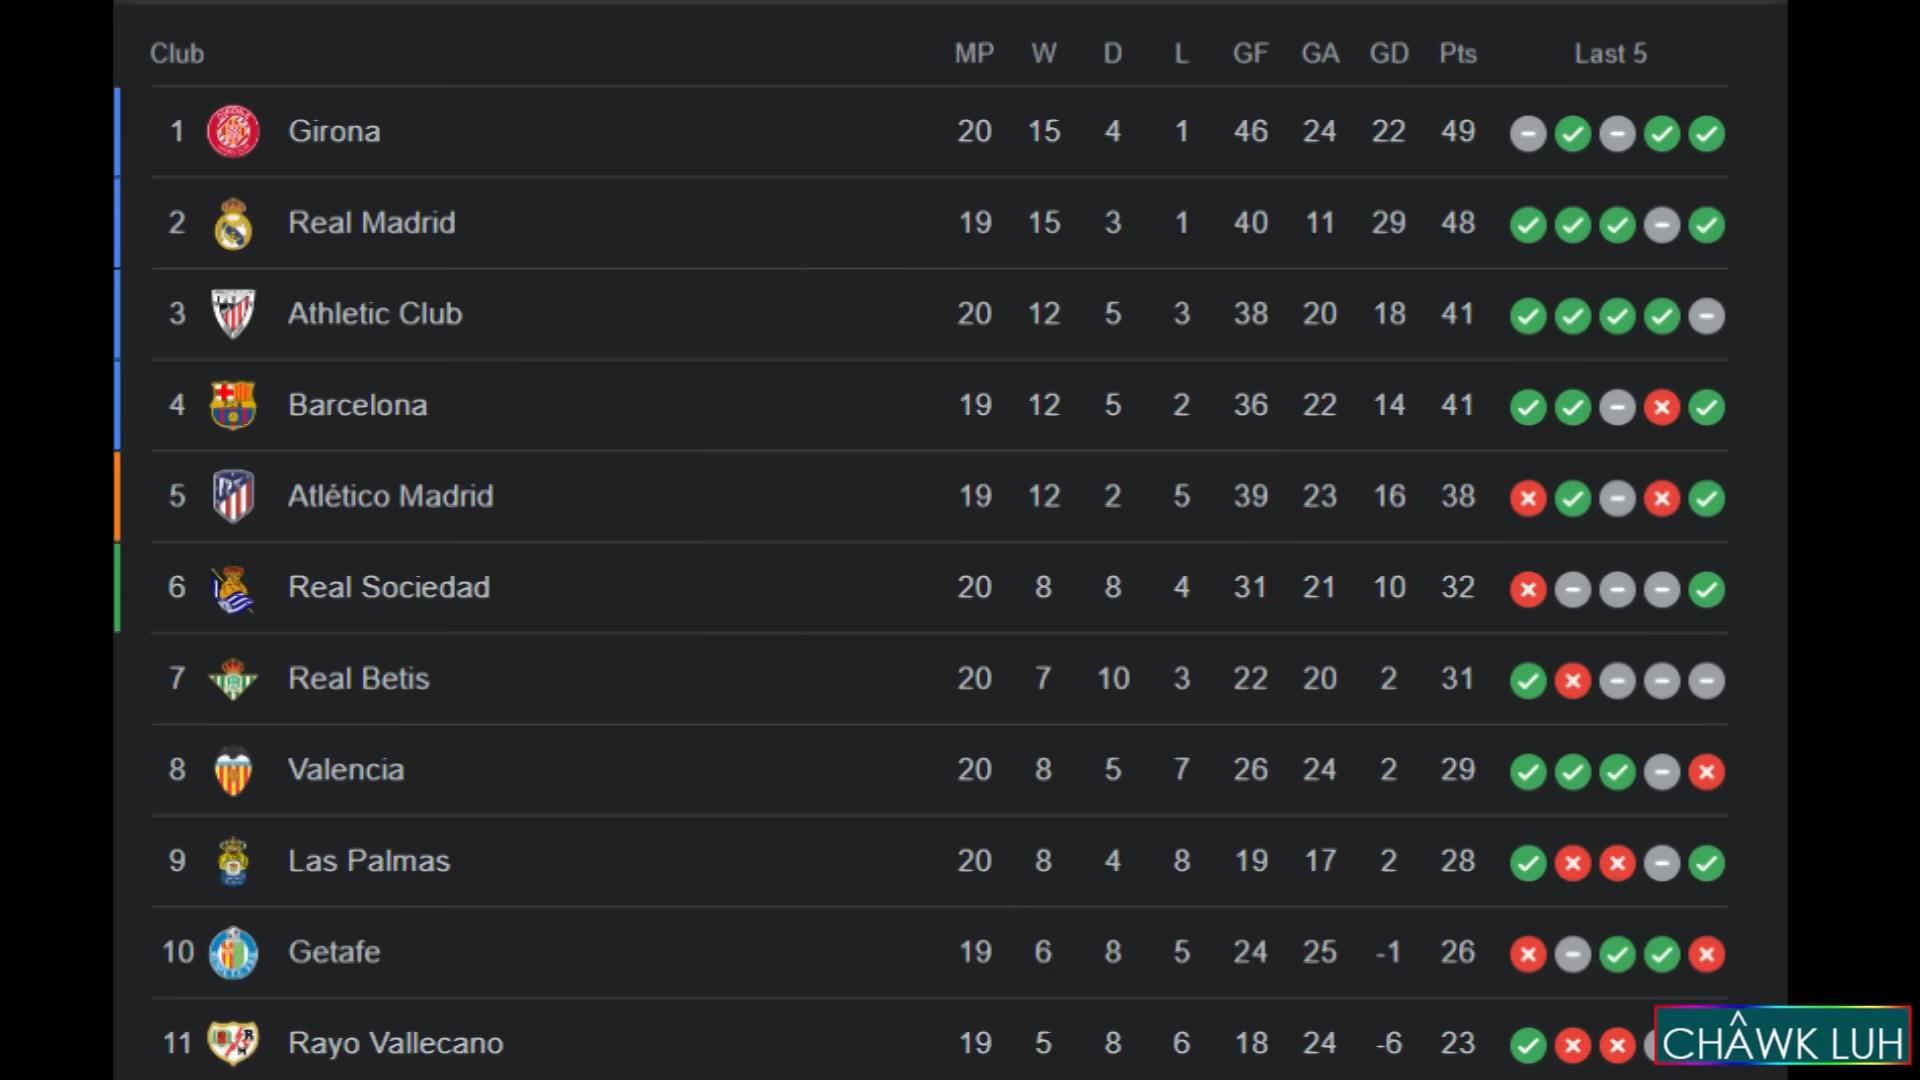 Club MP W D L GF GA GD Pts Last 5
1 Girona 20 15 4 1 46 24 22 49
2 Real Madrid 19 15 3 1 40 11 29 48
3 Athletic Club 20 12 5 3 38 20 18 41
4 Barcelona 19 12 5 2 36 22 14 41
5 Atlético Madrid 19 12 2 5 39 23 16 38
6 Real Sociedad 20 8 8 4 31 21 10 32
7 Real Betis 20 7 10 3 22 20 2 31
8 Valencia 20 8 5 7 26 24 2 29
9 Las Palmas 20 8 4 8 19 17 2 28
10 Getafe 19 6 8 5 24 25 -1 26
11 Rayo Vallecano 19 5 8 6 18 24 -6 23
CHÂWK LUH